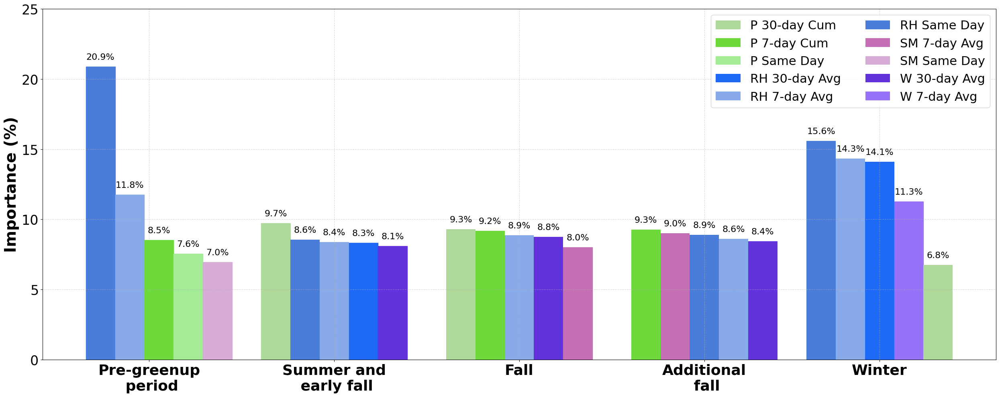 Importance (%)
25
20
15
10
5
0
P 30-day Cum
P 7-day Cum
P Same Day
RH 30-day Avg
RH 7-day Avg
RH Same Day
SM 7-day Avg
SM Same Day
W 30-day Avg
W 7-day Avg
20.9%
11.8%
8.5%
7.6%
7.0%
9.7%
8.6%
8.4%
8.3%
8.1%
9.3%
9.2%
8.9%
8.8%
8.0%
9.3%
9.0%
8.9%
8.6%
8.4%
15.6%
14.3%
14.1%
11.3%
6.8%
Pre-greenup
period
Summer and
early fall
Fall
Additional
fall
Winter